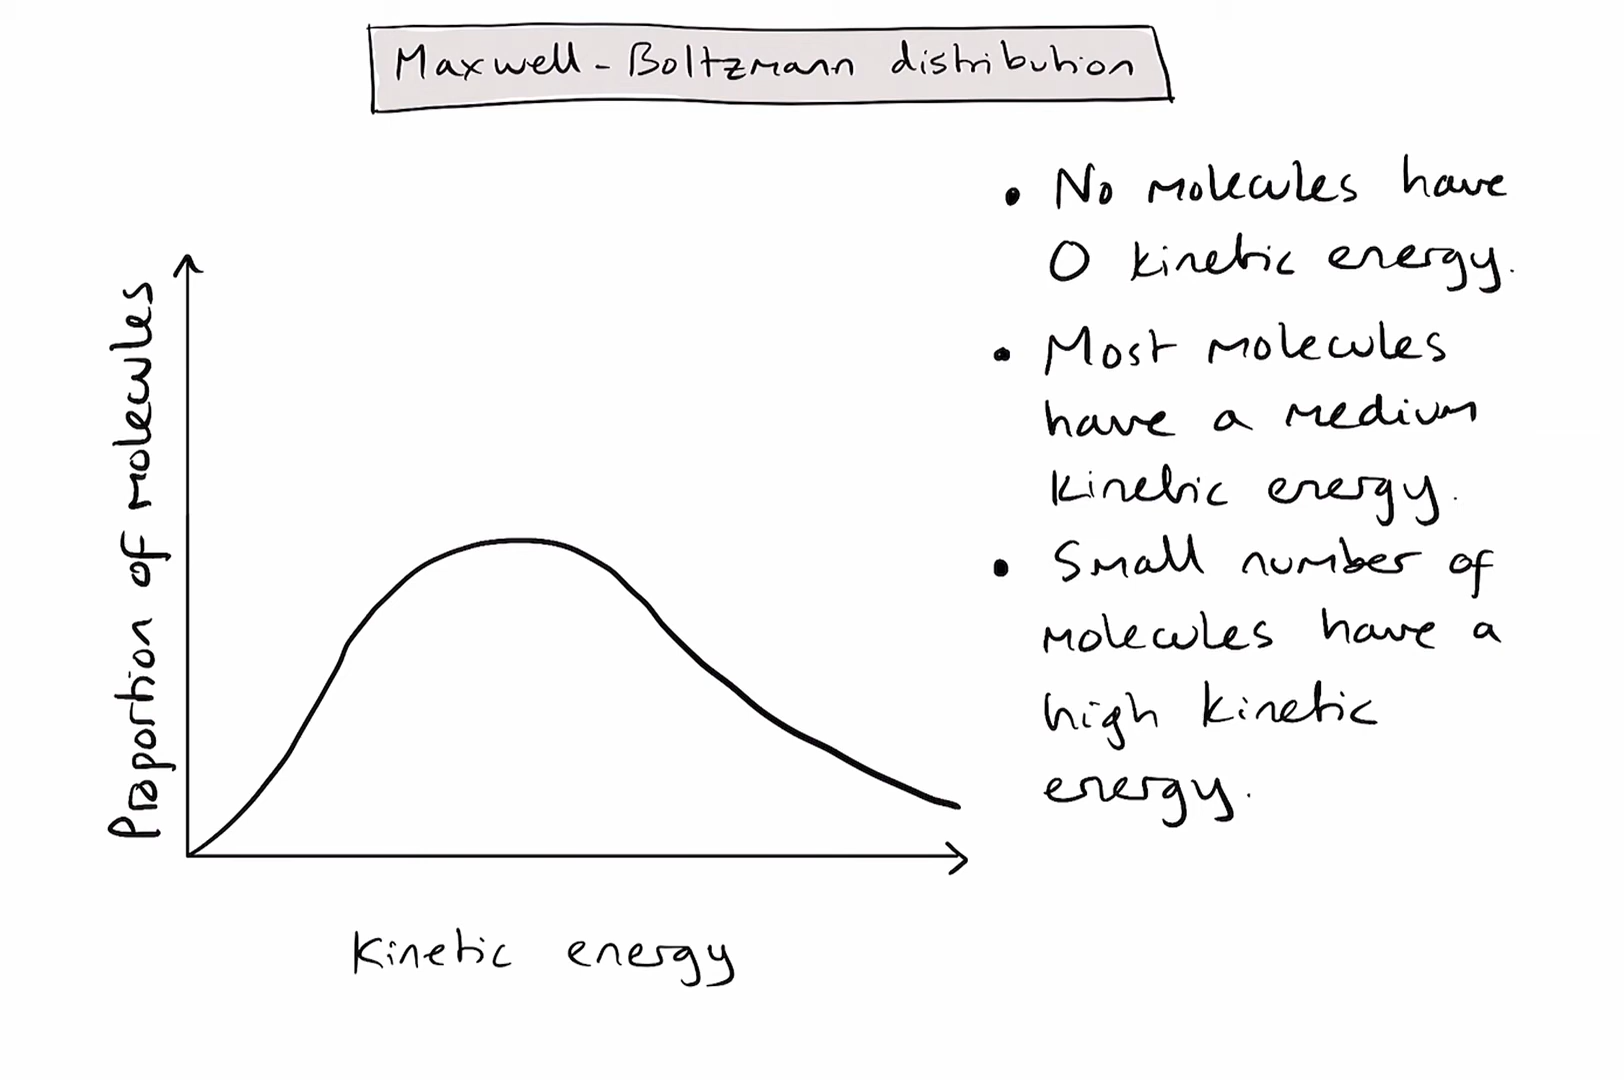 Maxwell-Boltzmann distribution
Proportion of molecules
Kinetic energy
• No molecules have
0 kinetic energy.
• Most molecules
have a medium
kinetic energy.
• Small number of
molecules have a
high kinetic
energy.